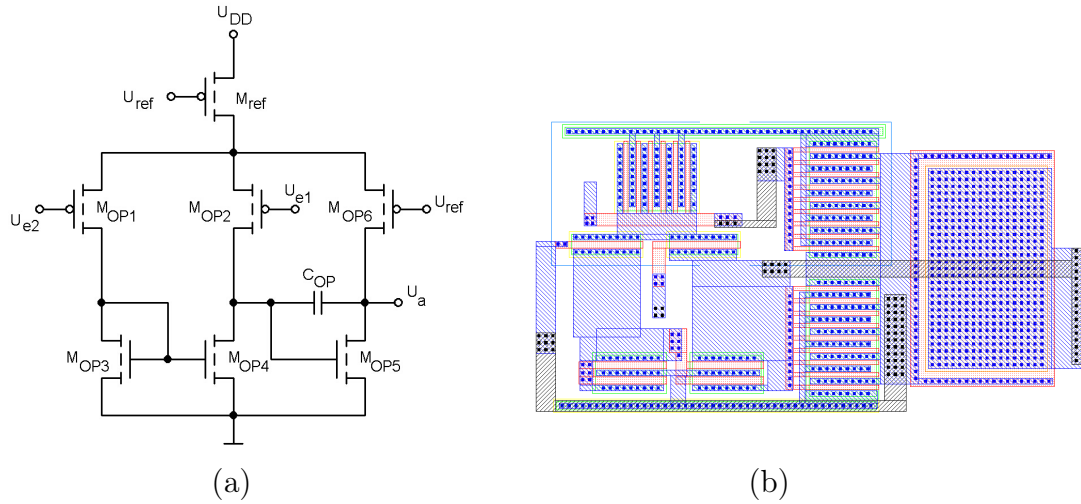 U_DD
U_ref M_ref
U_e2 M_OP1 M_OP2 U_e1 M_OP6 U_ref
C_OP U_a
M_OP3 M_OP4 M_OP5
(a) (b)